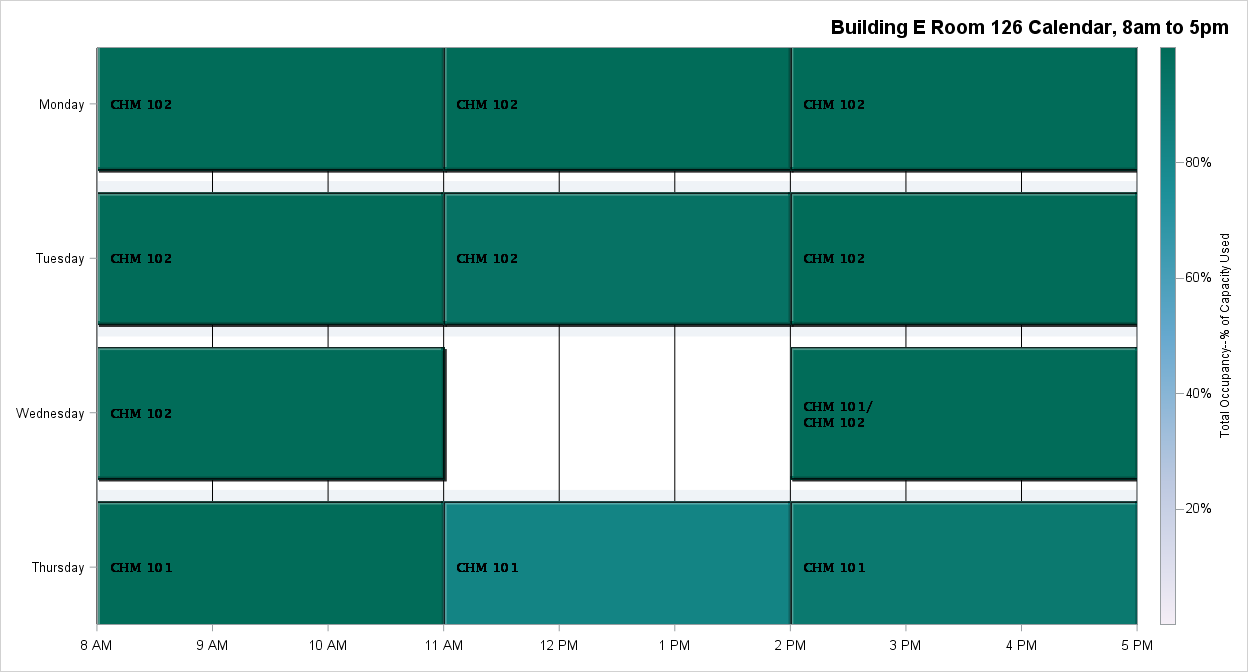 Building E Room 126 Calendar, 8am to 5pm
Monday
CHM 102
CHM 102
CHM 102
80%
Tuesday
CHM 102
CHM 102
CHM 102
60%
Total Occupancy--% of Capacity Used
Wednesday
CHM 102
CHM 101/
CHM 102
40%
20%
Thursday
CHM 101
CHM 101
CHM 101
8 AM
9 AM
10 AM
11 AM
12 PM
1 PM
2 PM
3 PM
4 PM
5 PM